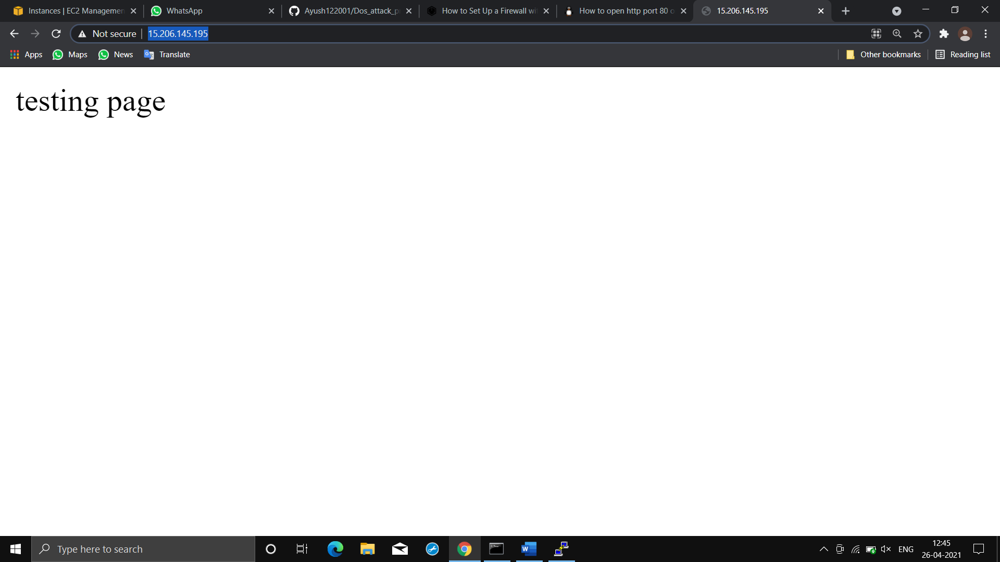 Instances | EC2 Managemen
WhatsApp
Ayush122001/Dos_attack_p
How to Set Up a Firewall wi
How to open http port 80 o
15.206.145.195
Not secure | 15.206.145.195
Apps
Maps
News
Translate
Other bookmarks
Reading list
testing page
Type here to search
ENG
12:45
26-04-2021